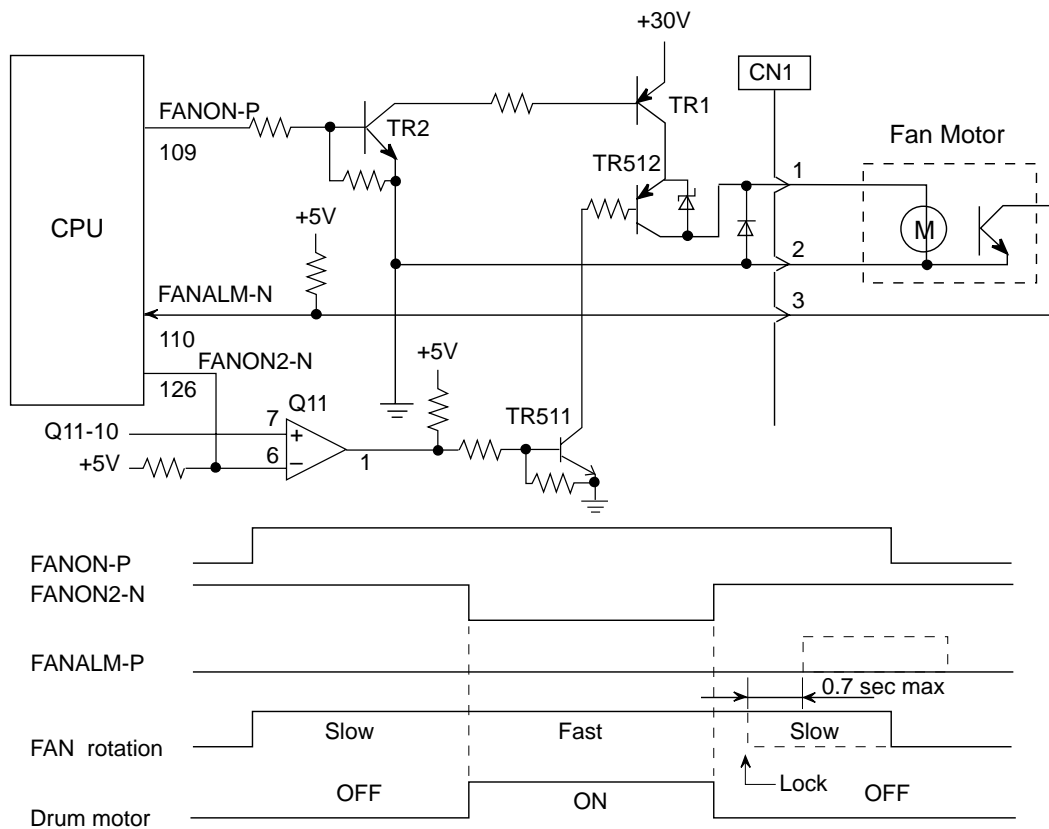 +30V
CN1
FANON-P
TR1
TR2
109
Fan Motor
TR512
1
+5V
CPU
M
2
FANALM-N
3
110
+5V
FANON2-N
126
Q11
TR511
Q11-10
7
+
+5V
6
–
1
FANON-P
FANON2-N
FANALM-P
0.7 sec max
Slow
Fast
Slow
FAN rotation
Lock
OFF
ON
OFF
Drum motor